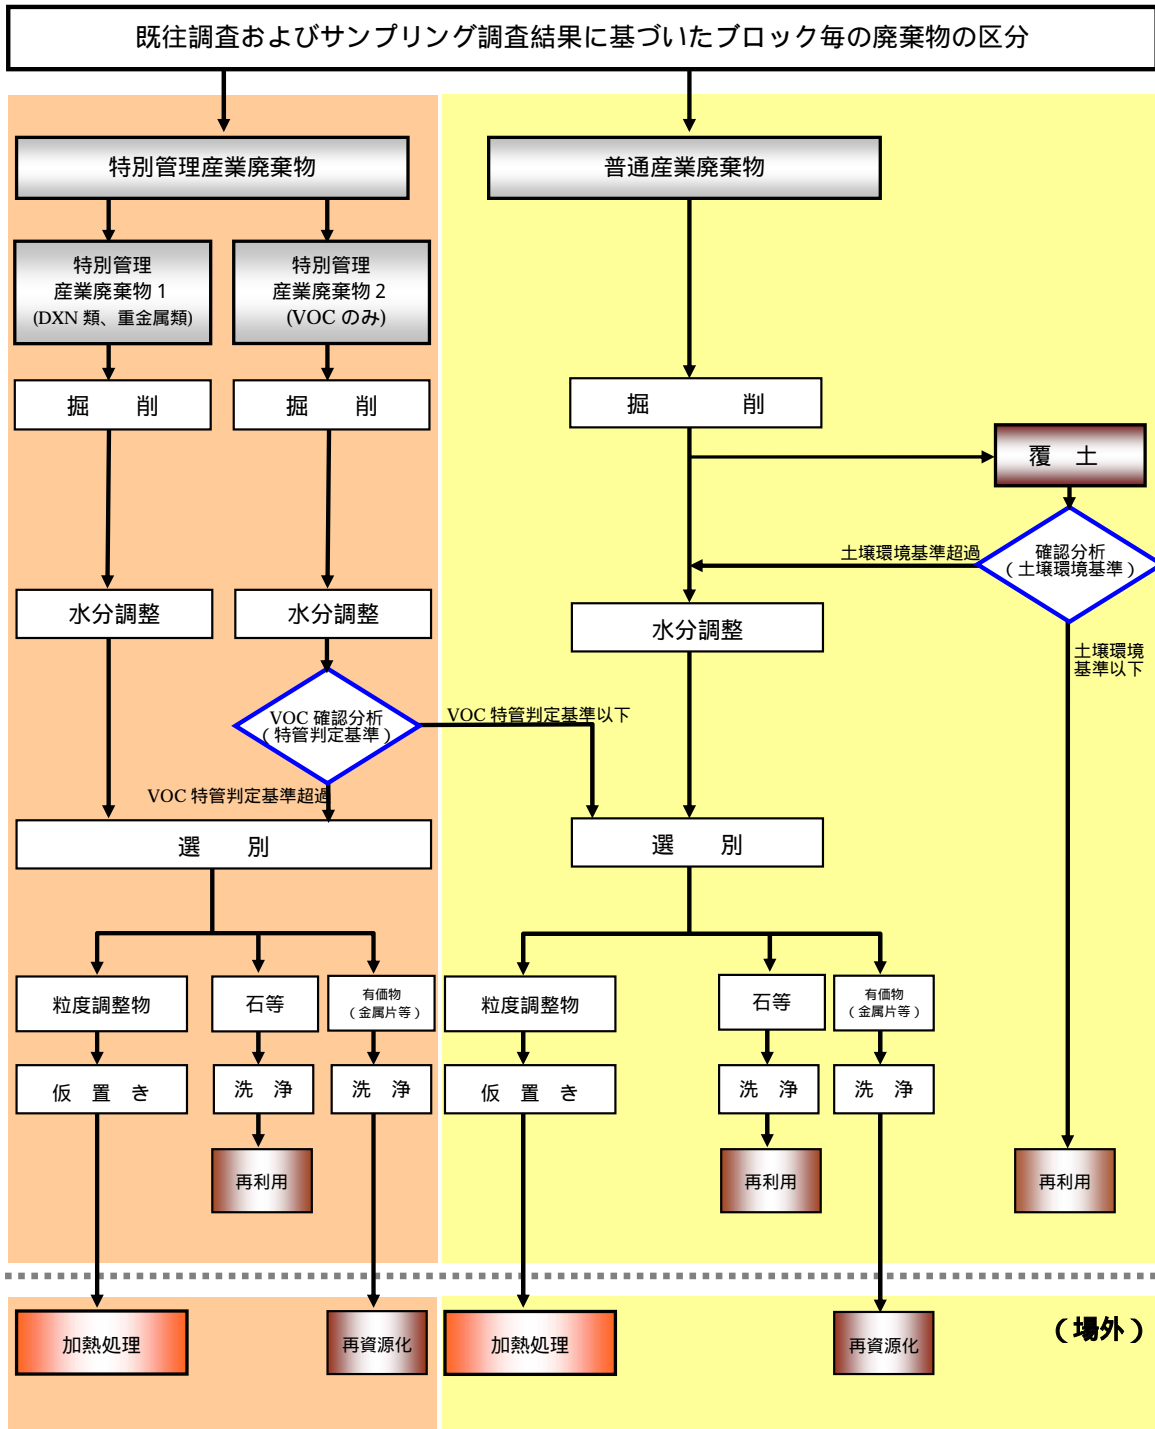 既往調査およびサンプリング調査結果に基づいたブロック毎の廃棄物の区分
特別管理産業廃棄物
普通産業廃棄物
特別管理
産業廃棄物 1
(DXN 類、重金属類)
特別管理
産業廃棄物 2
(VOC のみ)
掘　削
掘　削
掘　削
覆　土
確認分析
（土壌環境基準）
土壌環境基準超過
土壌環境
基準以下
水分調整
水分調整
水分調整
VOC 確認分析
（特管判定基準）
VOC 特管判定基準以下
VOC 特管判定基準超過
選　別
選　別
粒度調整物
石等
有価物
（金属片等）
粒度調整物
石等
有価物
（金属片等）
仮　置　き
洗　浄
洗　浄
仮　置　き
洗　浄
洗　浄
再利用
再利用
再利用
加熱処理
再資源化
加熱処理
再資源化
（場外）